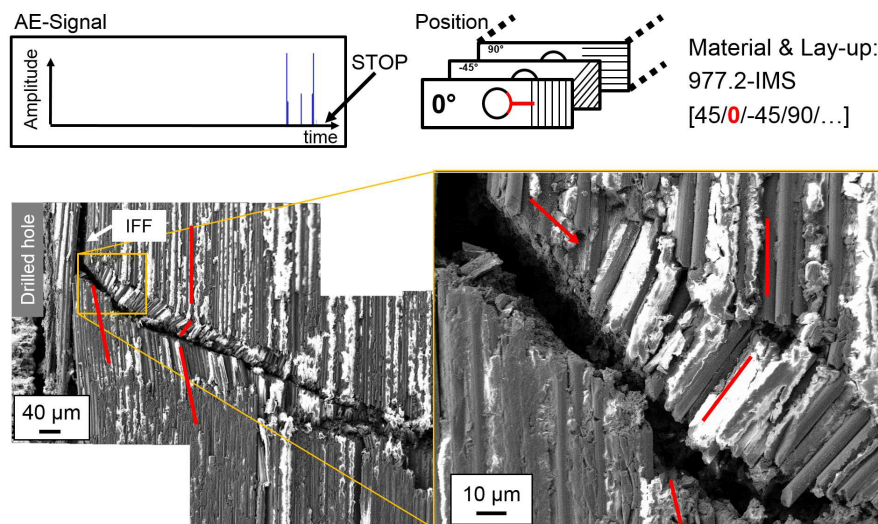 AE-Signal
Amplitude
STOP
time
Position
90°
-45°
0°
Material & Lay-up:
977.2-IMS
[45/0/-45/90/…]
Drilled hole
IFF
40 µm
10 µm